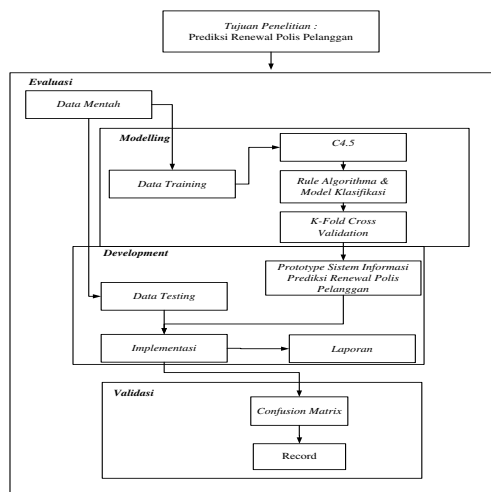 Tujuan Penelitian :
Prediksi Renewal Polis Pelanggan
Evaluasi
Data Mentah
Modelling
C4.5
Data Training
Rule Algoritma &
Model Klasifikasi
K-Fold Cross
Validation
Development
Prototype Sistem Informasi
Prediksi Renewal Polis
Pelanggan
Data Testing
Implementasi
Laporan
Validasi
Confusion Matrix
Record